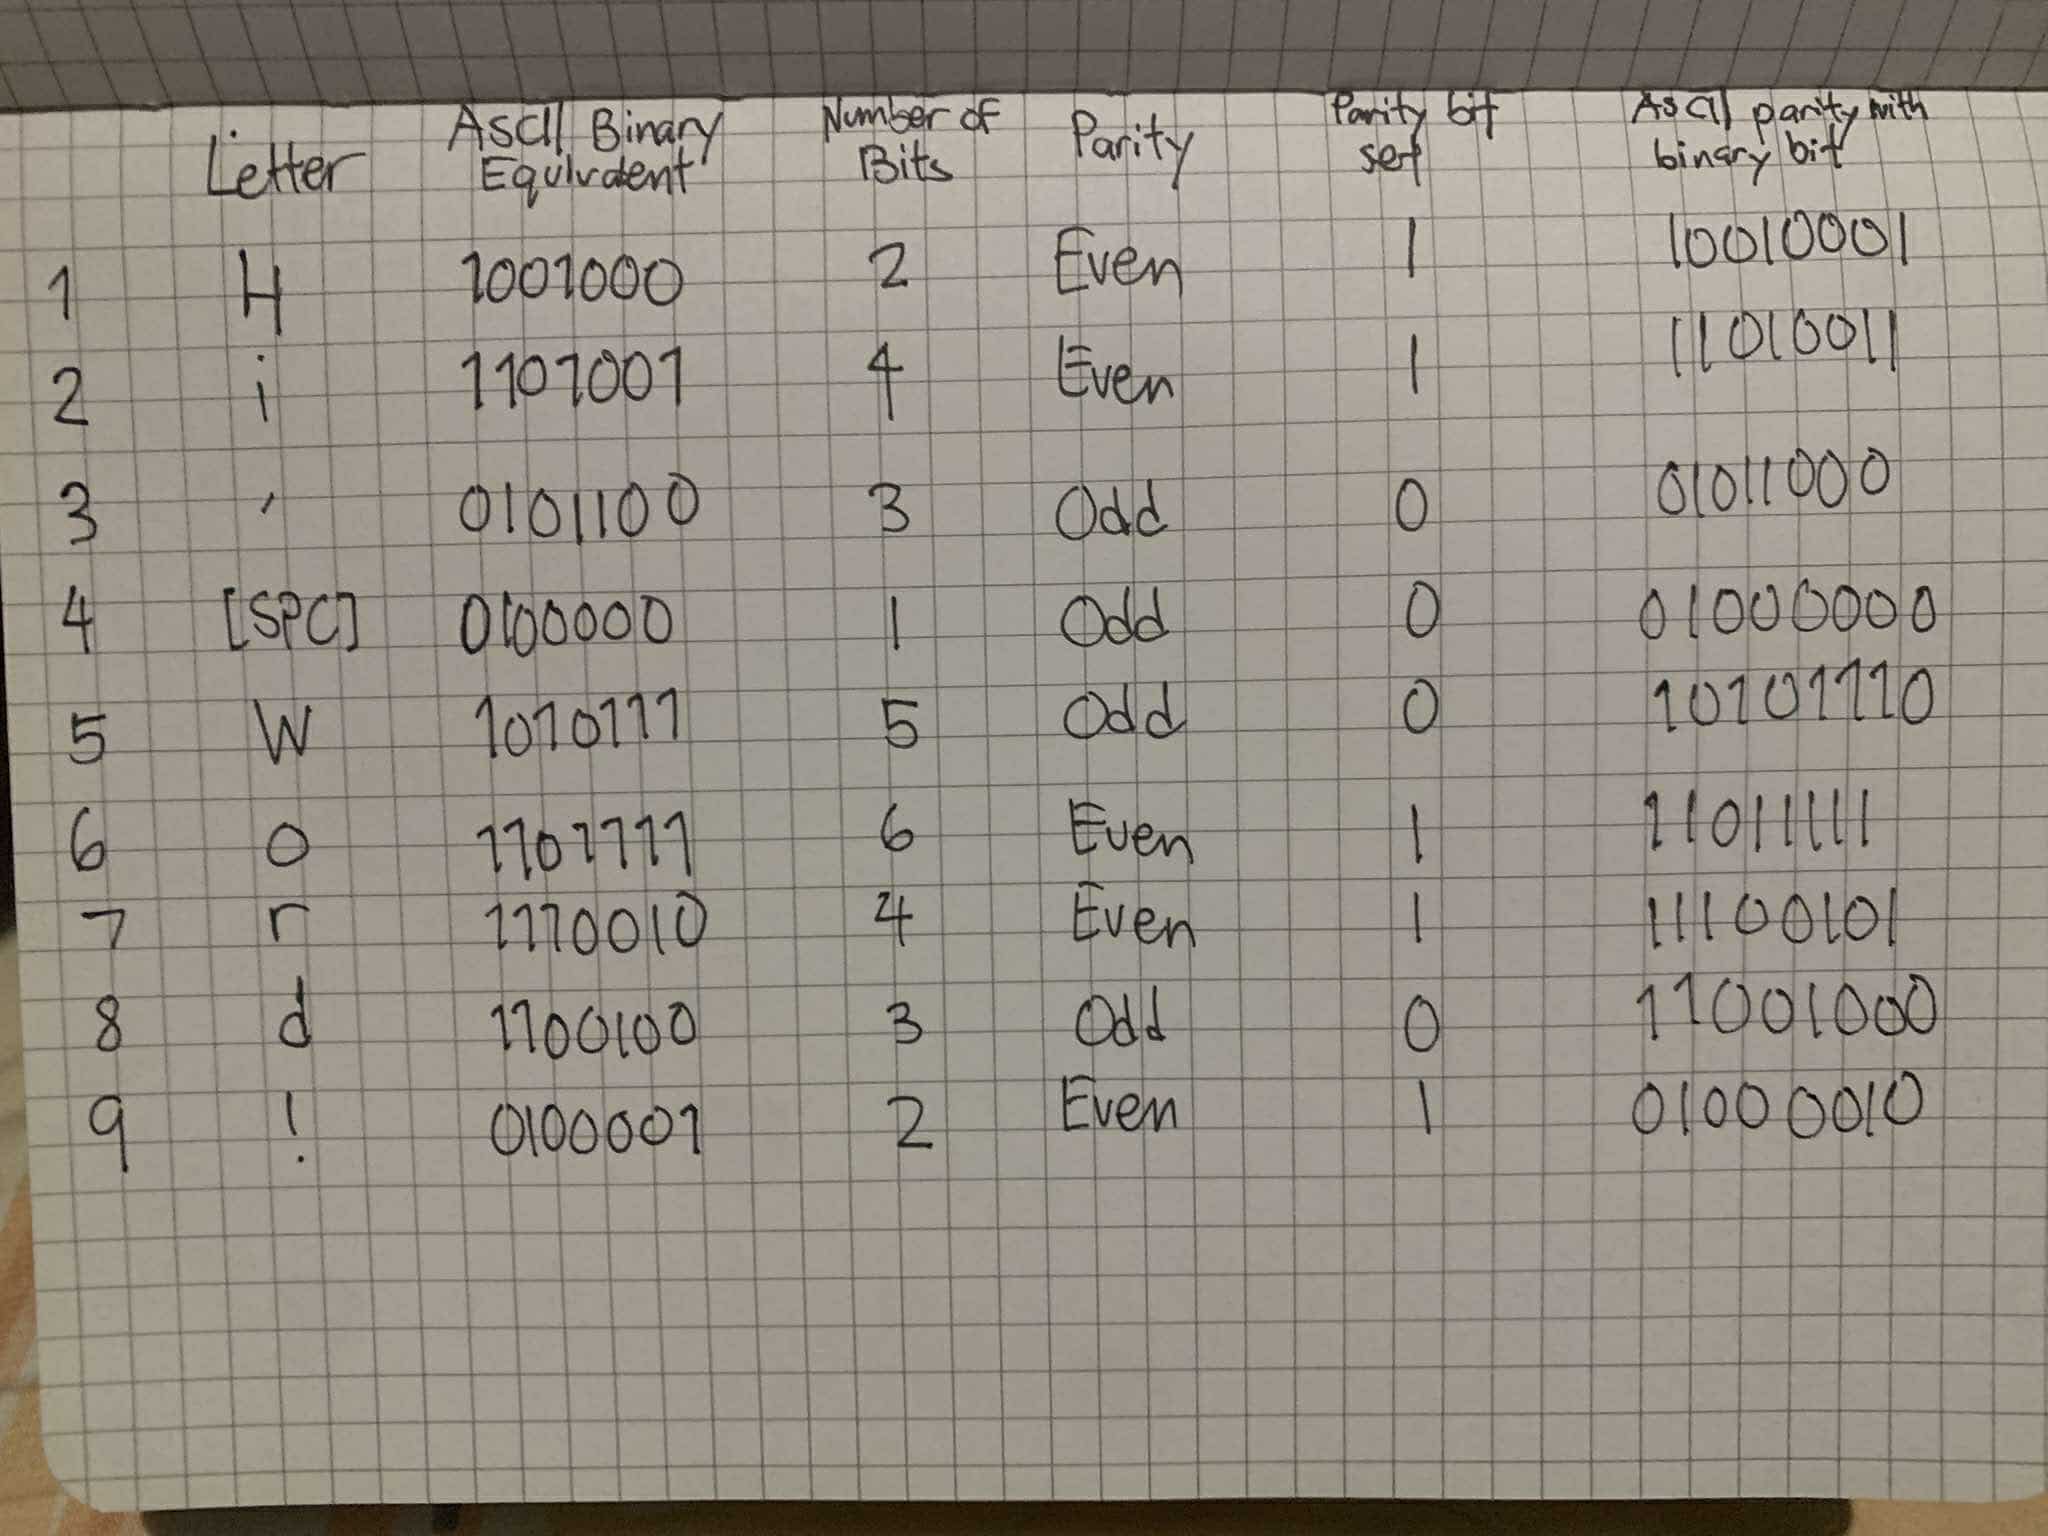 Letter Ascii Binary Equivalent Number of Bits Parity Parity bit set Ascii parity with binary bit
1 H 1001000 2 Even 1 10010001
2 i 1101001 4 Even 1 11010011
3 , 0101100 3 Odd 0 01011000
4 [SPC] 0100000 1 Odd 0 01000000
5 W 1010111 5 Odd 0 10101110
6 o 1101111 6 Even 1 11011111
7 r 1110010 4 Even 1 11100101
8 d 1100100 3 Odd 0 11001000
9 ! 0100001 2 Even 1 01000010